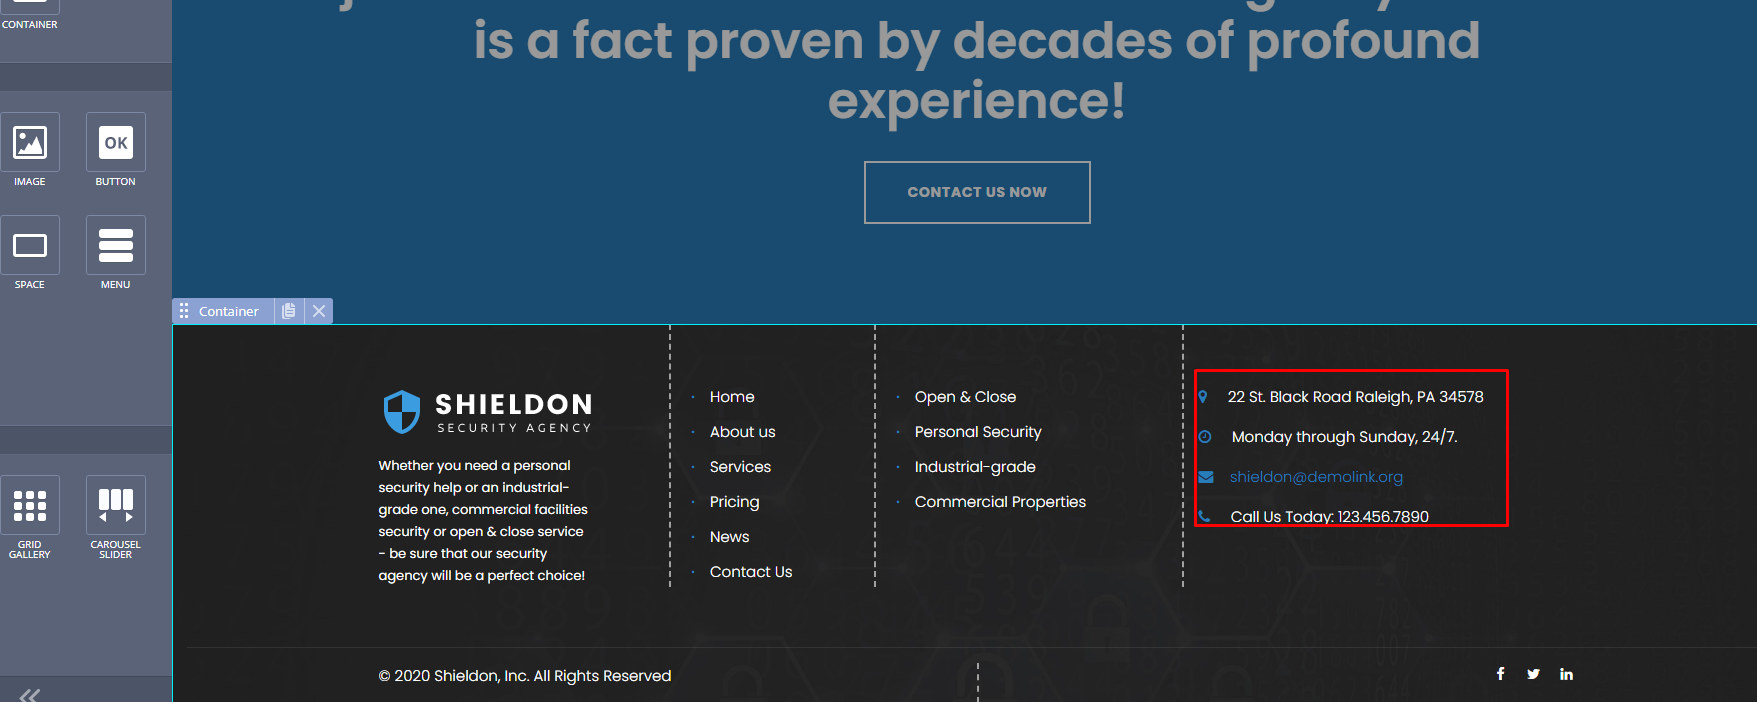 CONTAINER
is a fact proven by decades of profound
experience!
IMAGE
OK
BUTTON
CONTACT US NOW
SPACE
MENU
Container
SHIELDON
SECURITY AGENCY
Whether you need a personal
security help or an industrial-
grade one, commercial facilities
security or open & close service
- be sure that our security
agency will be a perfect choice!
Home
About us
Services
Pricing
News
Contact Us
Open & Close
Personal Security
Industrial-grade
Commercial Properties
22 St. Black Road Raleigh, PA 34578
Monday through Sunday, 24/7.
shieldon@demolink.org
Call Us Today: 123.456.7890
GRID
GALLERY
CAROUSEL
SLIDER
© 2020 Shieldon, Inc. All Rights Reserved